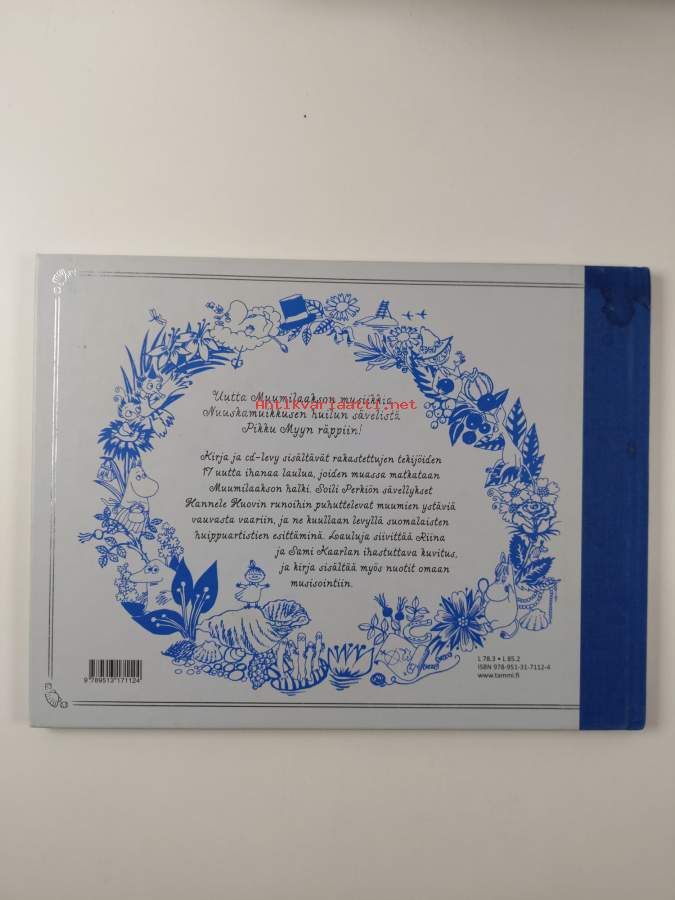 Uutta Muumilaakson musiikkia
Antikvariaatti.net
Nuuskamuikkusen huilun sävelistä
Pikku Myyn räppiin!
Kirja ja cd-levy sisältävät rakastettujen tekijöiden
17 uutta ihanaa laulua, joiden muassa matkataan
Muumilaakson halki. Soili Perkiön sävellykset
Hannele Huovin runoihin puhuttelevat muumien ystäviä
vauvasta vaariin, ja ne kuullaan levyllä suomalaisten
huippuartistien esittäminä. Lauluja siivittää Riina
ja Sami Kaarlan ihastuttava kuvitus,
ja kirja sisältää myös nuotit omaan
musisointiin.
L 78.3 • L 85.2
ISBN 978-951-31-7112-4
www.tammi.fi
9 789513 171124